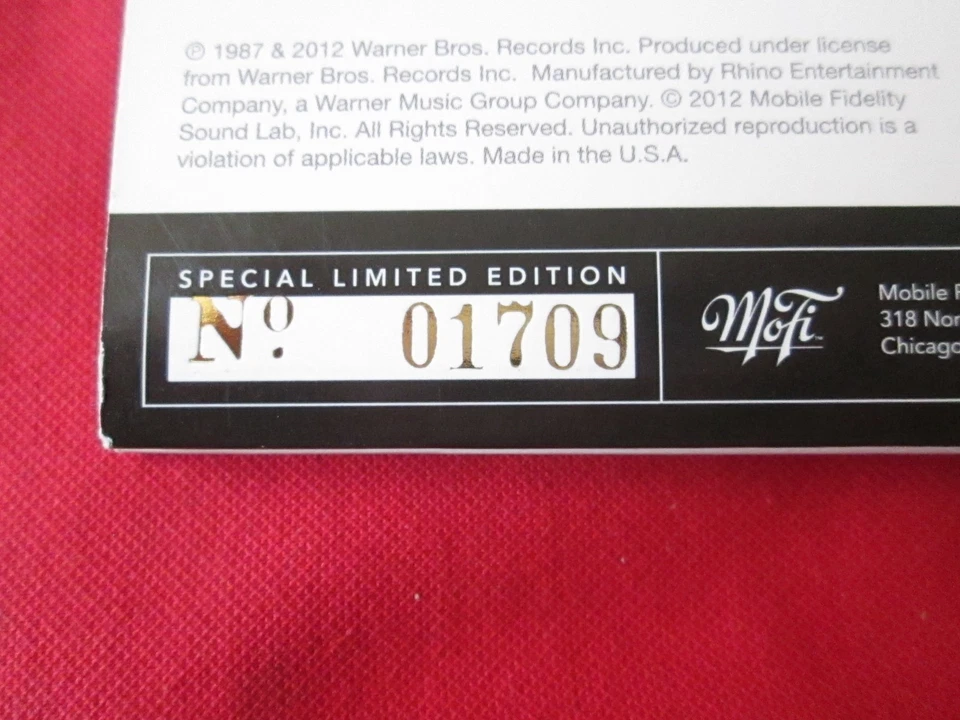 ℗ 1987 & 2012 Warner Bros. Records Inc. Produced under license
from Warner Bros. Records Inc. Manufactured by Rhino Entertainment
Company, a Warner Music Group Company. © 2012 Mobile Fidelity
Sound Lab, Inc. All Rights Reserved. Unauthorized reproduction is a
violation of applicable laws. Made in the U.S.A.
SPECIAL LIMITED EDITION
Nº. 01709
MoFi™
Mobile F
318 Nor
Chicago